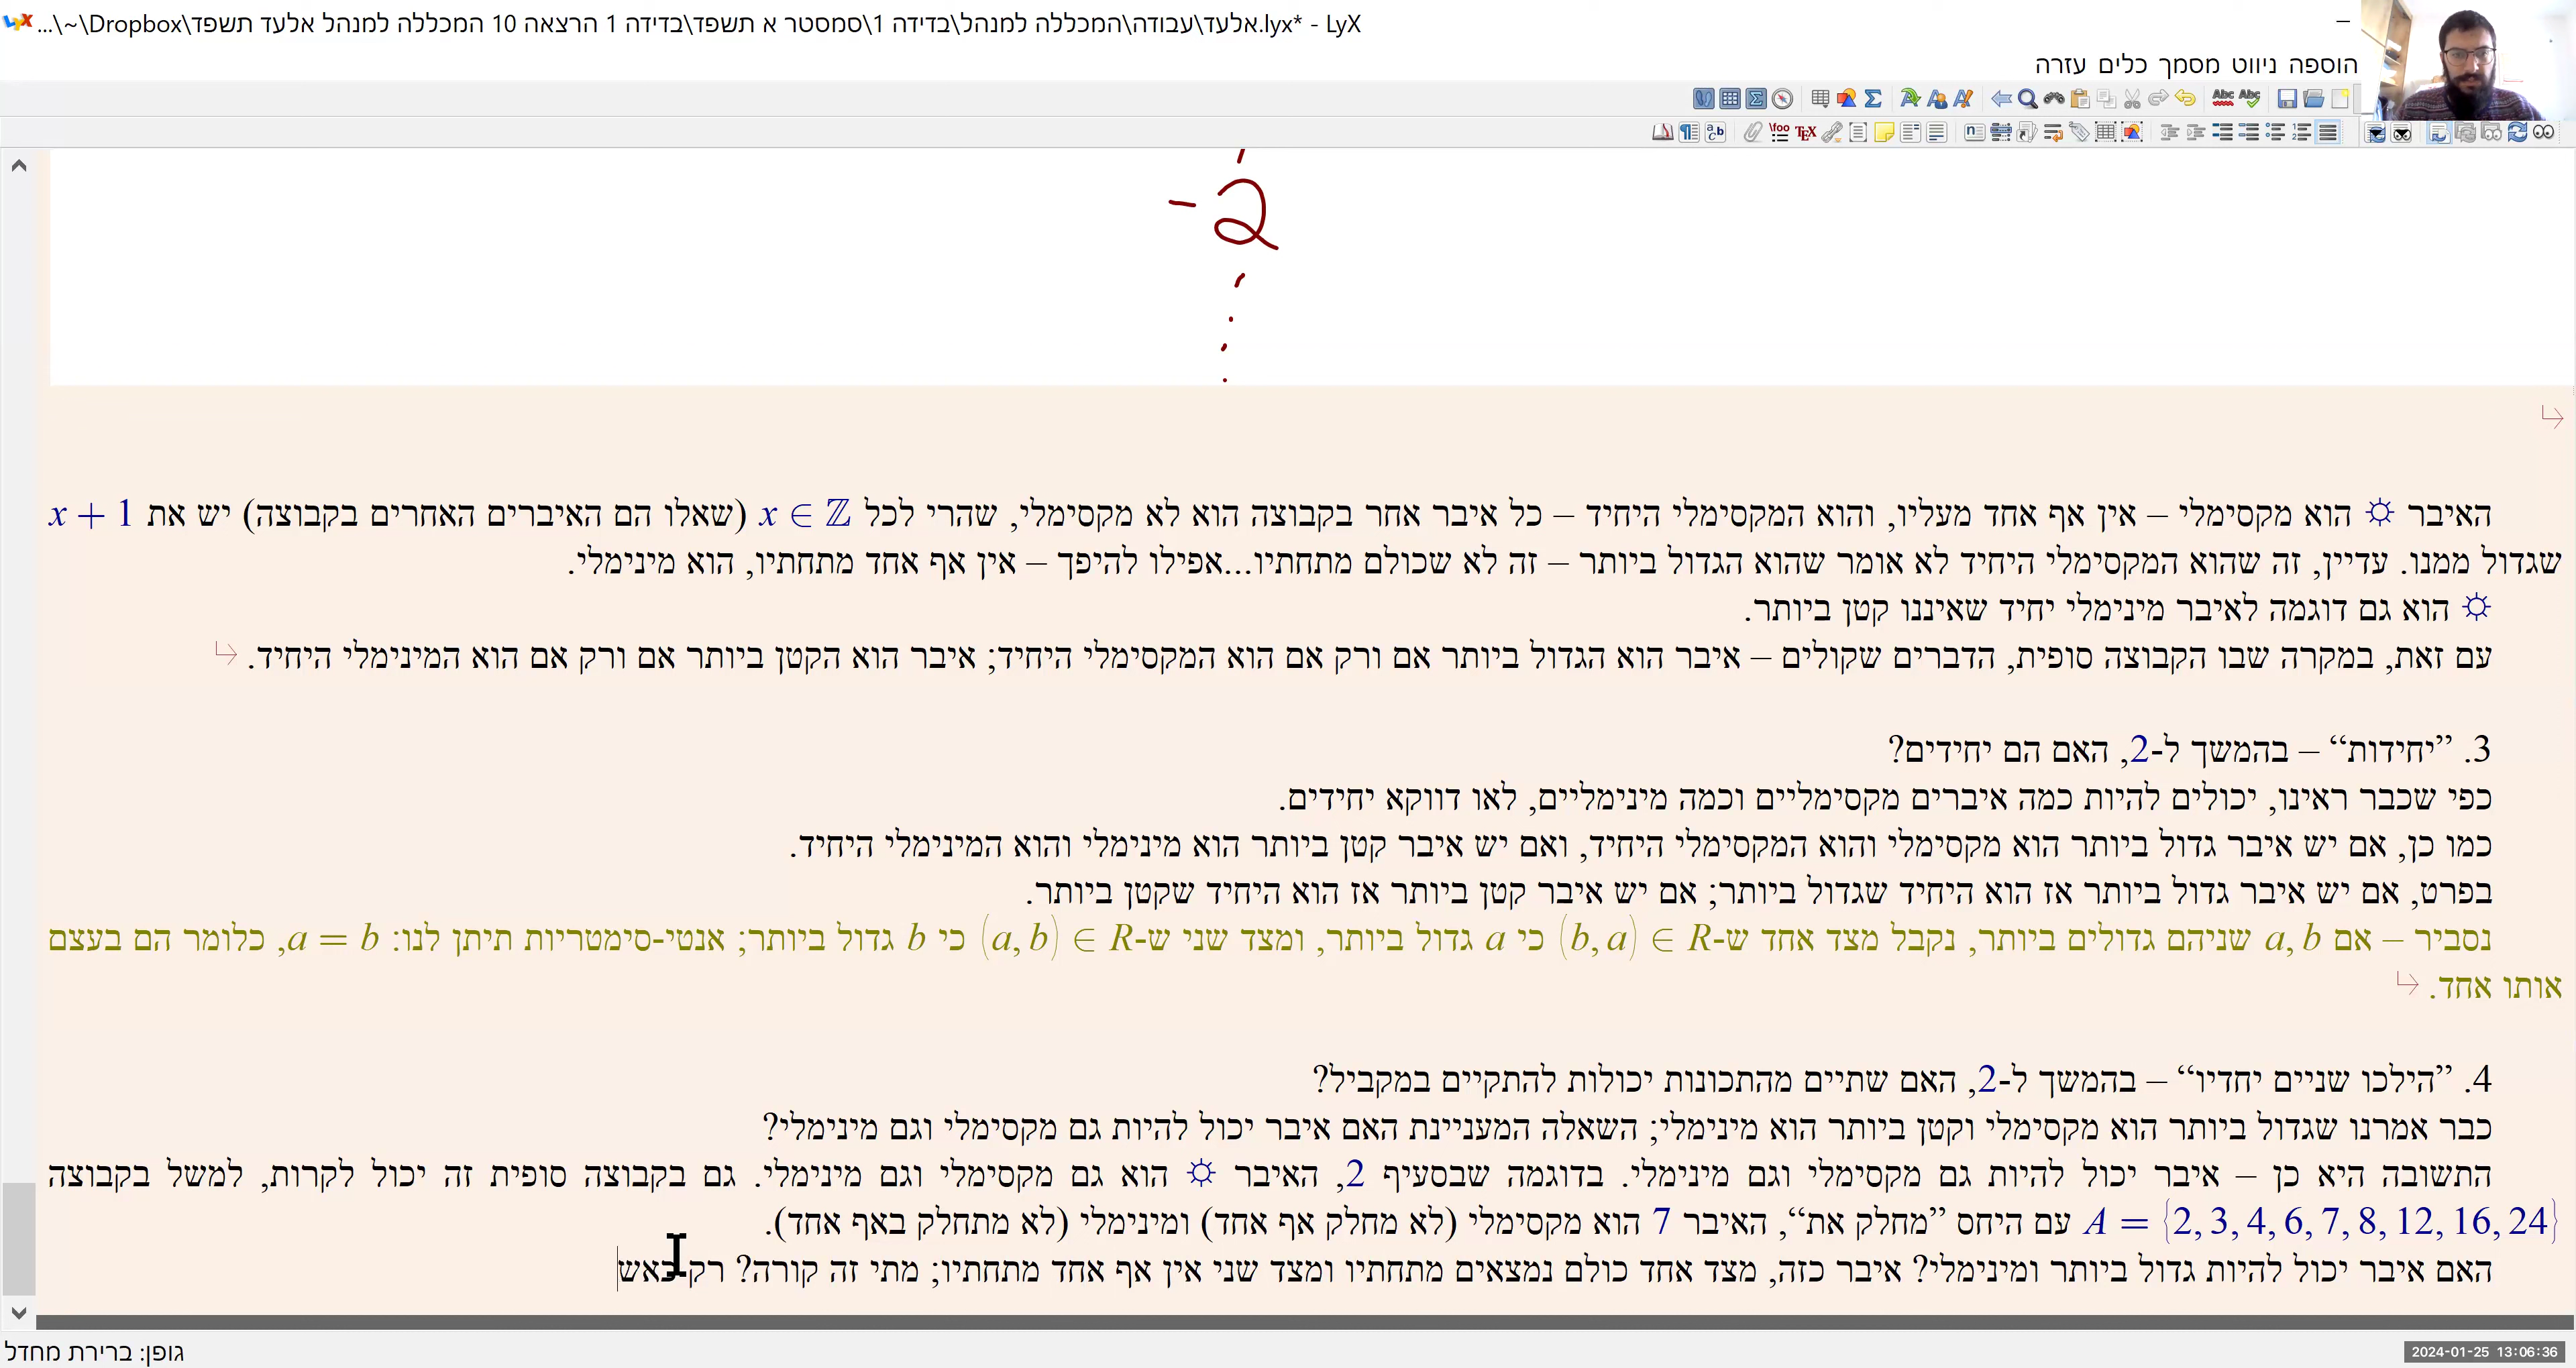 ...\~\Dropbox\אלעד\עבודה\המכללה למנהל\בדידה 1\סמסטר א תשפד\בדידה 1 הרצאה 10 המכללה למנהל אלעד תשפד.lyx* - LyX
הוספה ניווט מסמך כלים עזרה
-2
האיבר ☼ הוא מקסימלי – אין אף אחד מעליו, והוא המקסימלי היחיד – כל איבר אחר בקבוצה הוא לא מקסימלי, שהרי לכל x ∈ ℤ (שאלו הם האיברים האחרים בקבוצה) יש את x + 1
שגדול ממנו. עדיין, זה שהוא המקסימלי היחיד לא אומר שהוא הגדול ביותר – זה לא שכולם מתחתיו...אפילו להיפך – אין אף אחד מתחתיו, הוא מינימלי.
☼ הוא גם דוגמה לאיבר מינימלי יחיד שאיננו קטן ביותר.
עם זאת, במקרה שבו הקבוצה סופית, הדברים שקולים – איבר הוא הגדול ביותר אם ורק אם הוא המקסימלי היחיד; איבר הוא הקטן ביותר אם ורק אם הוא המינימלי היחיד.
3. ”יחידות“ – בהמשך ל-2, האם הם יחידים?
כפי שכבר ראינו, יכולים להיות כמה איברים מקסימליים וכמה מינימליים, לאו דווקא יחידים.
כמו כן, אם יש איבר גדול ביותר הוא מקסימלי והוא המקסימלי היחיד, ואם יש איבר קטן ביותר הוא מינימלי והוא המינימלי היחיד.
בפרט, אם יש איבר גדול ביותר אז הוא היחיד שגדול ביותר; אם יש איבר קטן ביותר אז הוא היחיד שקטן ביותר.
נסביר – אם a, b שניהם גדולים ביותר, נקבל מצד אחד ש-(b, a) ∈ R כי a גדול ביותר, ומצד שני ש-(a, b) ∈ R כי b גדול ביותר; אנטי-סימטריות תיתן לנו: a = b, כלומר הם בעצם
אותו אחד.
4. ”הילכו שניים יחדיו“ – בהמשך ל-2, האם שתיים מהתכונות יכולות להתקיים במקביל?
כבר אמרנו שגדול ביותר הוא מקסימלי וקטן ביותר הוא מינימלי; השאלה המעניינת האם איבר יכול להיות גם מקסימלי וגם מינימלי?
התשובה היא כן – איבר יכול להיות גם מקסימלי וגם מינימלי. בדוגמה שבסעיף 2, האיבר ☼ הוא גם מקסימלי וגם מינימלי. גם בקבוצה סופית זה יכול לקרות, למשל בקבוצה
A = {2, 3, 4, 6, 7, 8, 12, 16, 24} עם היחס ”מחלק את“, האיבר 7 הוא מקסימלי (לא מחלק אף אחד) ומינימלי (לא מתחלק באף אחד).
האם איבר יכול להיות גדול ביותר ומינימלי? איבר כזה, מצד אחד כולם נמצאים מתחתיו ומצד שני אין אף אחד מתחתיו; מתי זה קורה? רק כאש
גופן: ברירת מחדל
2024-01-25 13:06:36